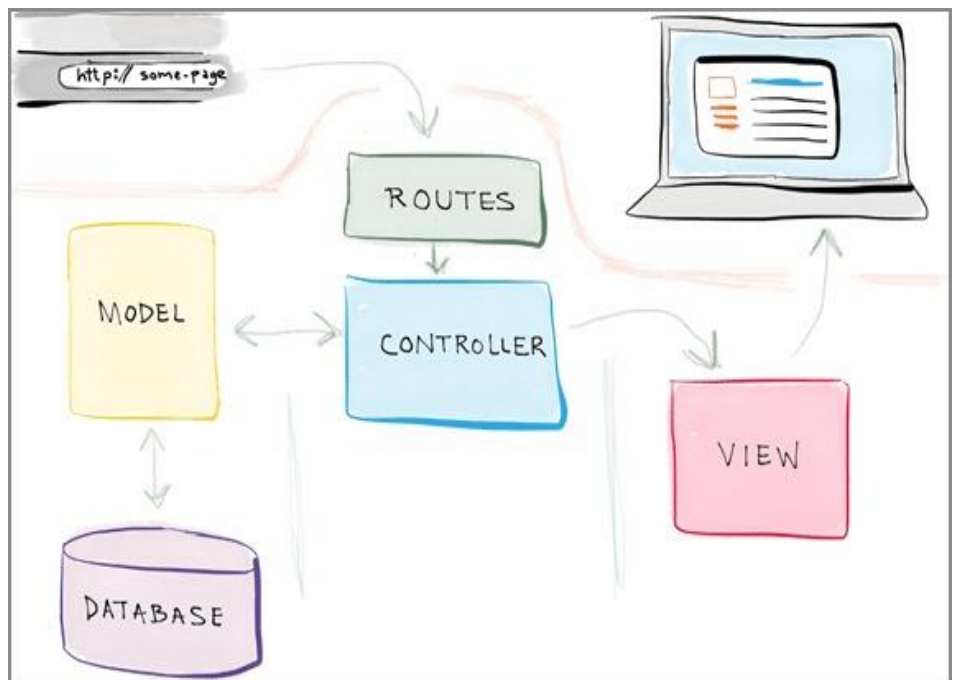 http:// some-page
ROUTES
MODEL
CONTROLLER
VIEW
DATABASE